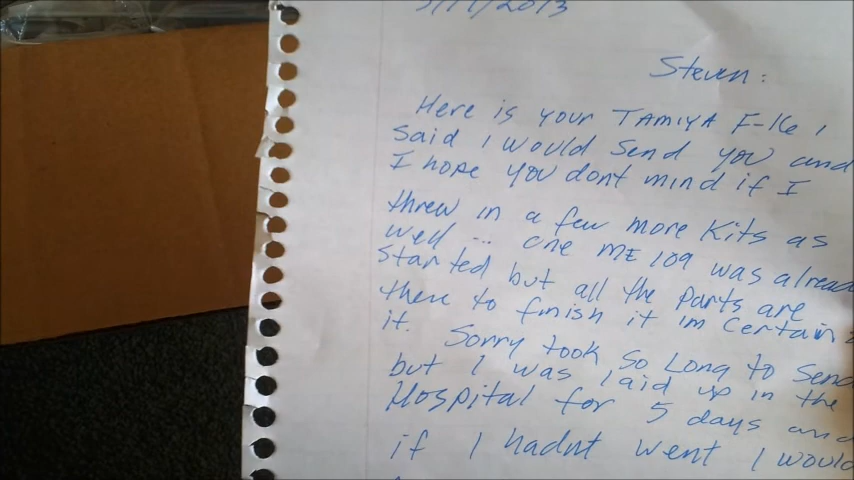 2013
Steven:
Here is your TAMIYA F-16 I
said I would send you and
I hope you dont mind if I
threw in a few more kits as
well ... one ME 109 was alread
started but all the parts are
there to finish it im certain
it. Sorry took so Long to send
but I was laid up in the
Hospital for 5 days and
if I hadnt went I would